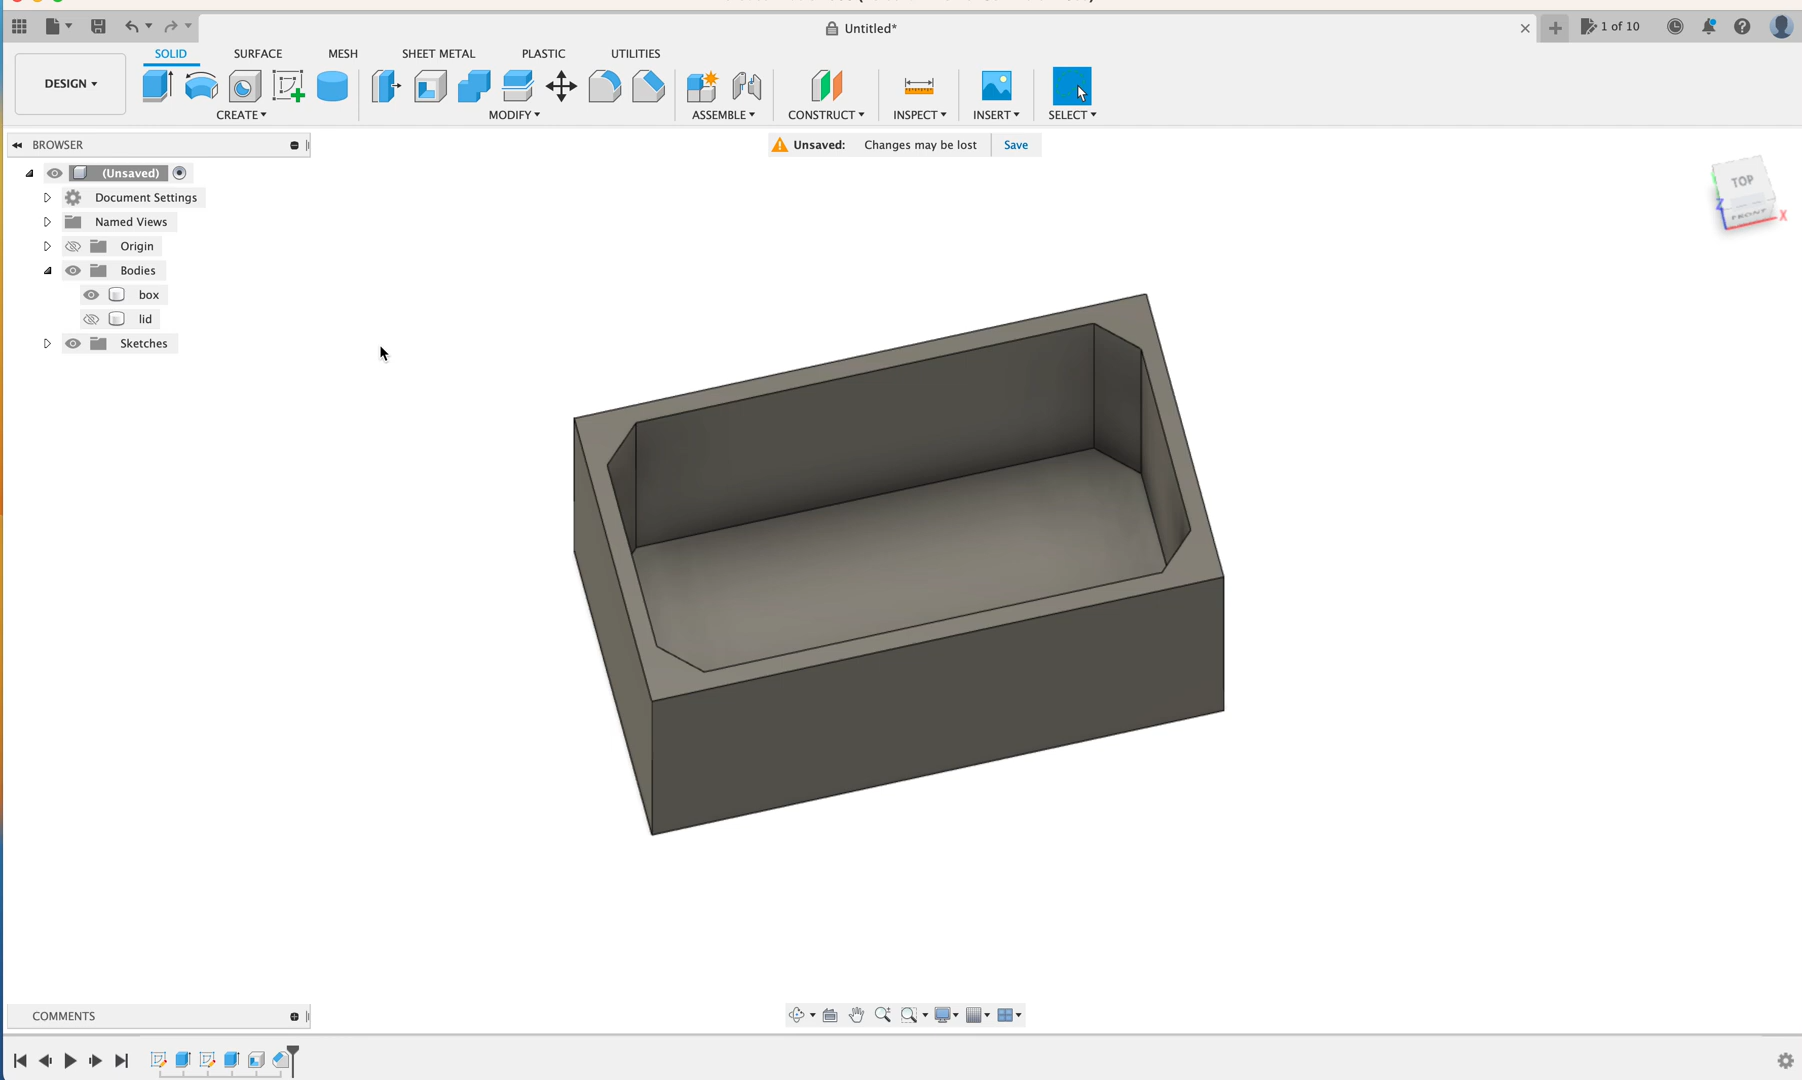 Untitled*
1 of 10
SOLID
SURFACE
MESH
SHEET METAL
PLASTIC
UTILITIES
DESIGN
CREATE
MODIFY
ASSEMBLE
CONSTRUCT
INSPECT
INSERT
SELECT
BROWSER
Unsaved: Changes may be lost Save
(Unsaved)
Document Settings
Named Views
Origin
Bodies
box
lid
Sketches
TOP
FRONT
Z
X
COMMENTS